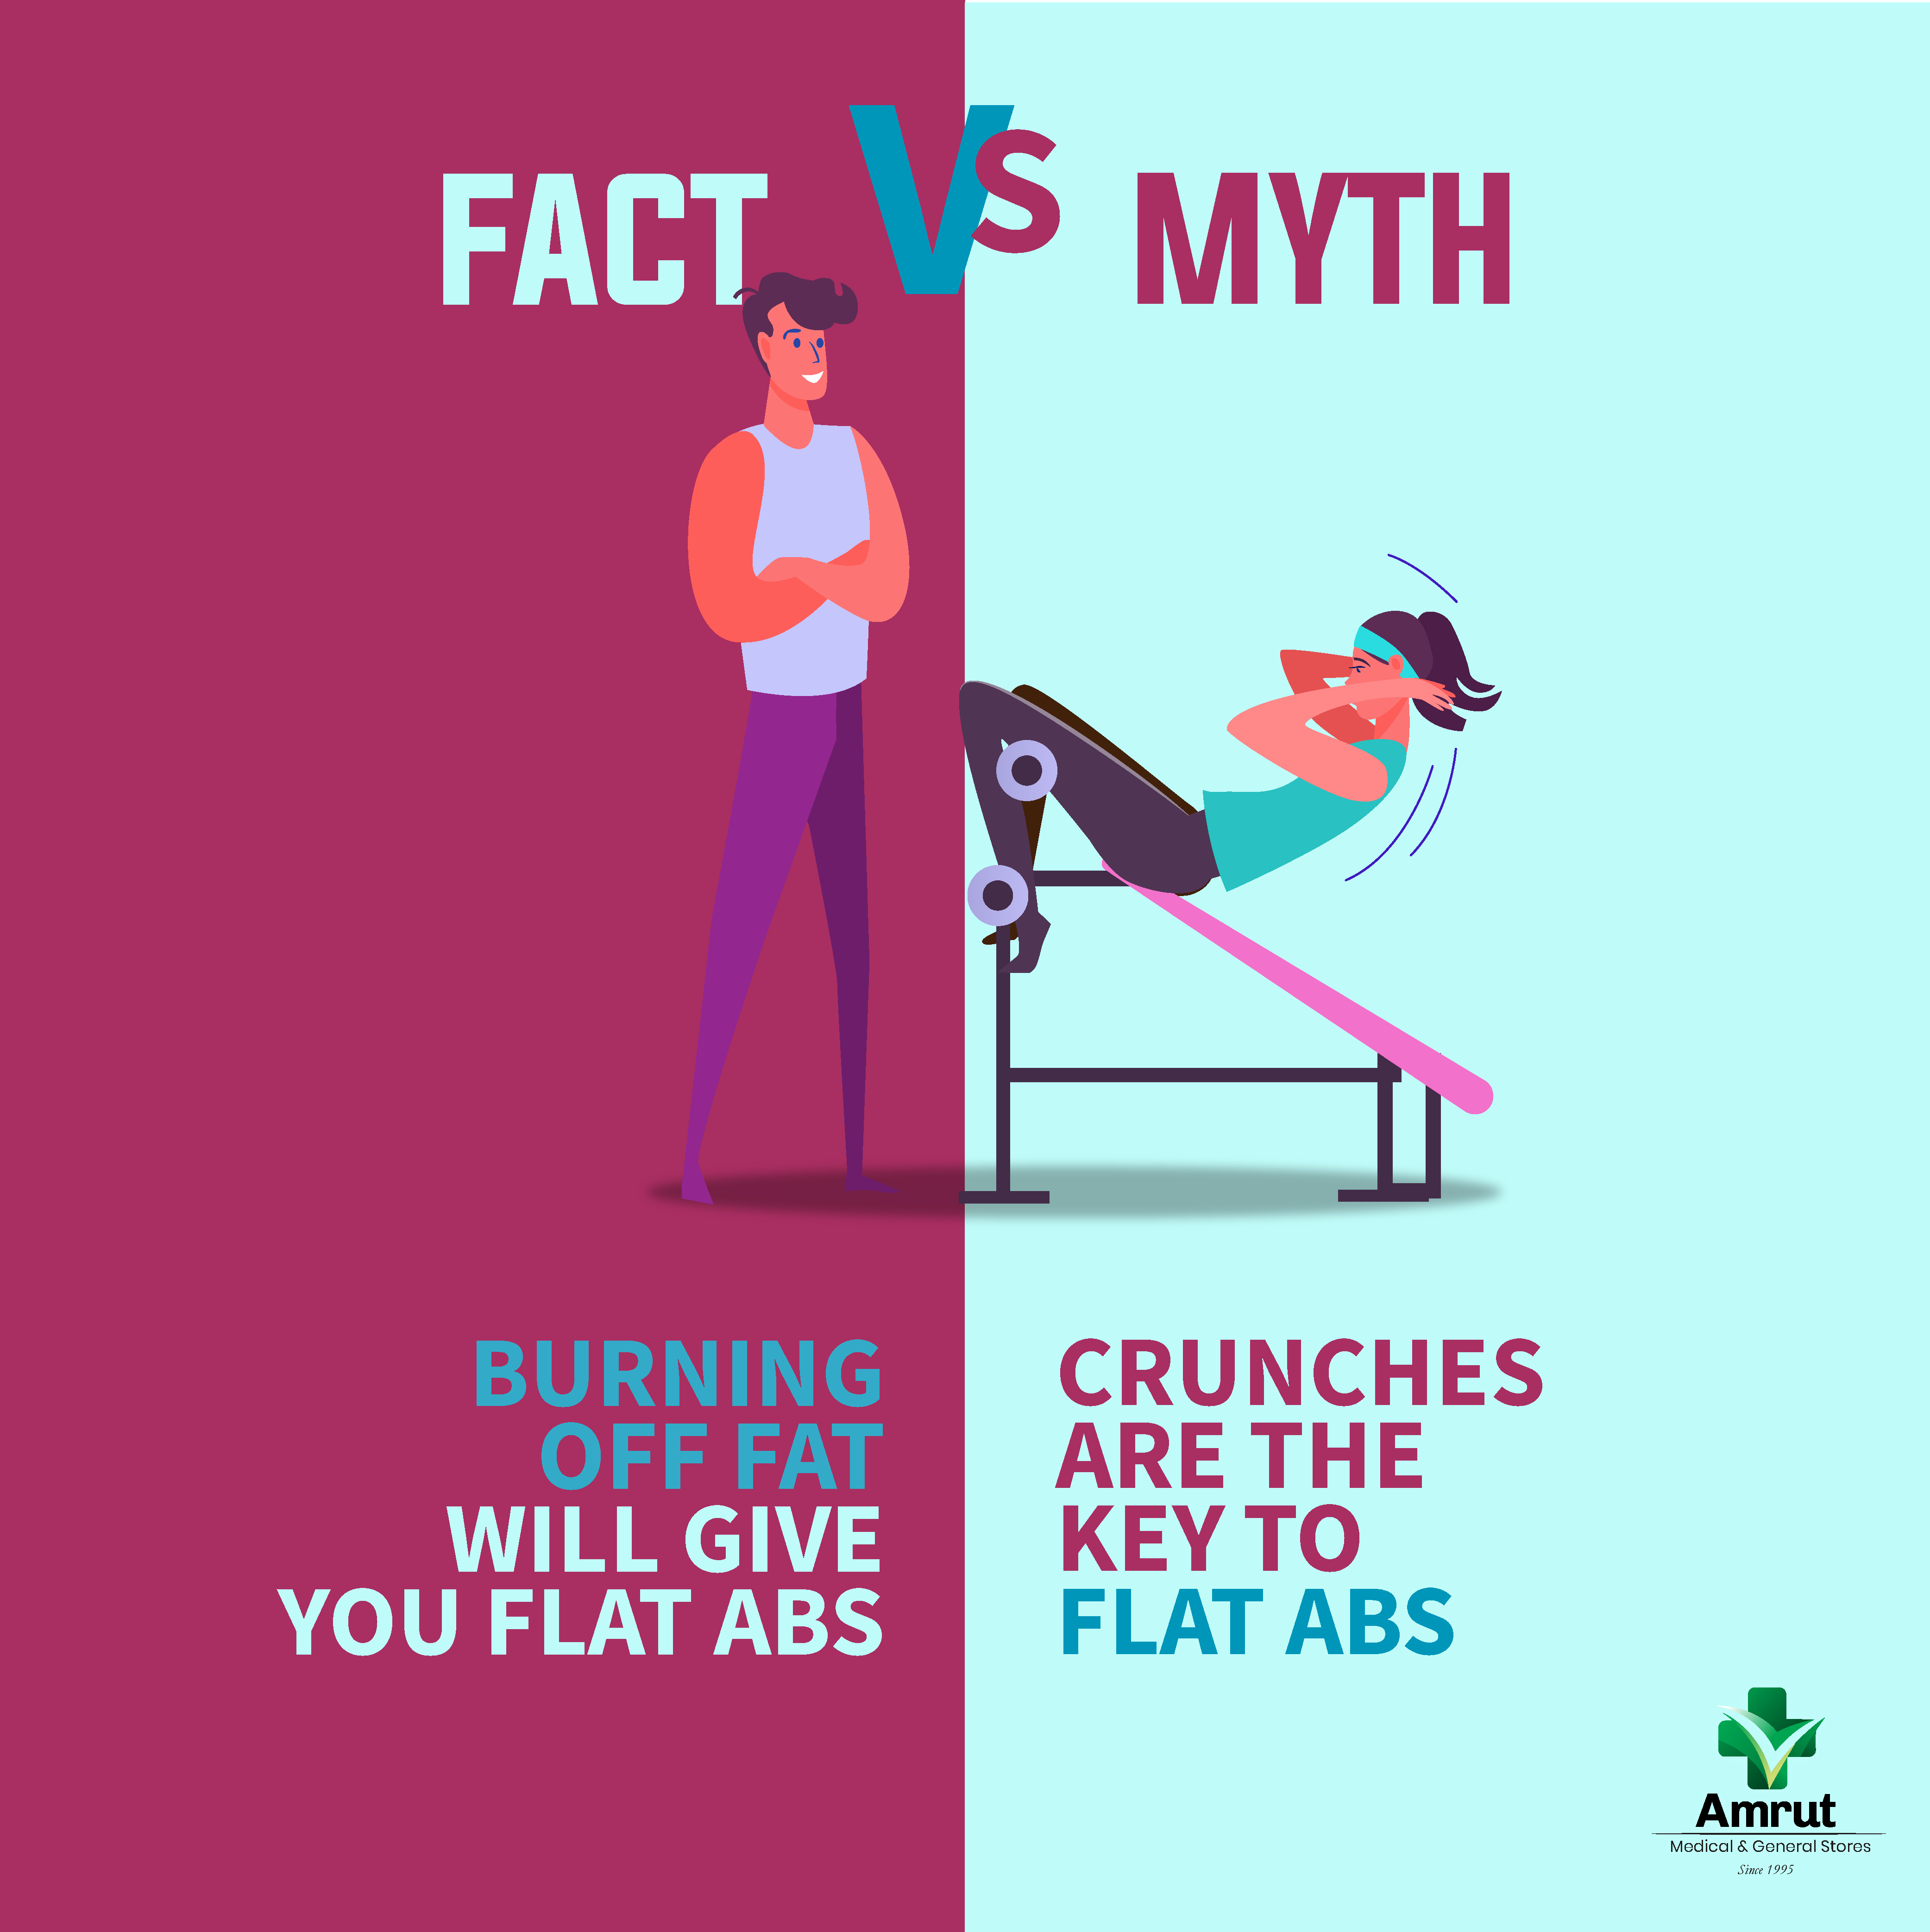 FACT VS MYTH
BURNING
OFF FAT
WILL GIVE
YOU FLAT ABS
CRUNCHES
ARE THE
KEY TO
FLAT ABS
Amrut
Medical & General Stores
Since 1995